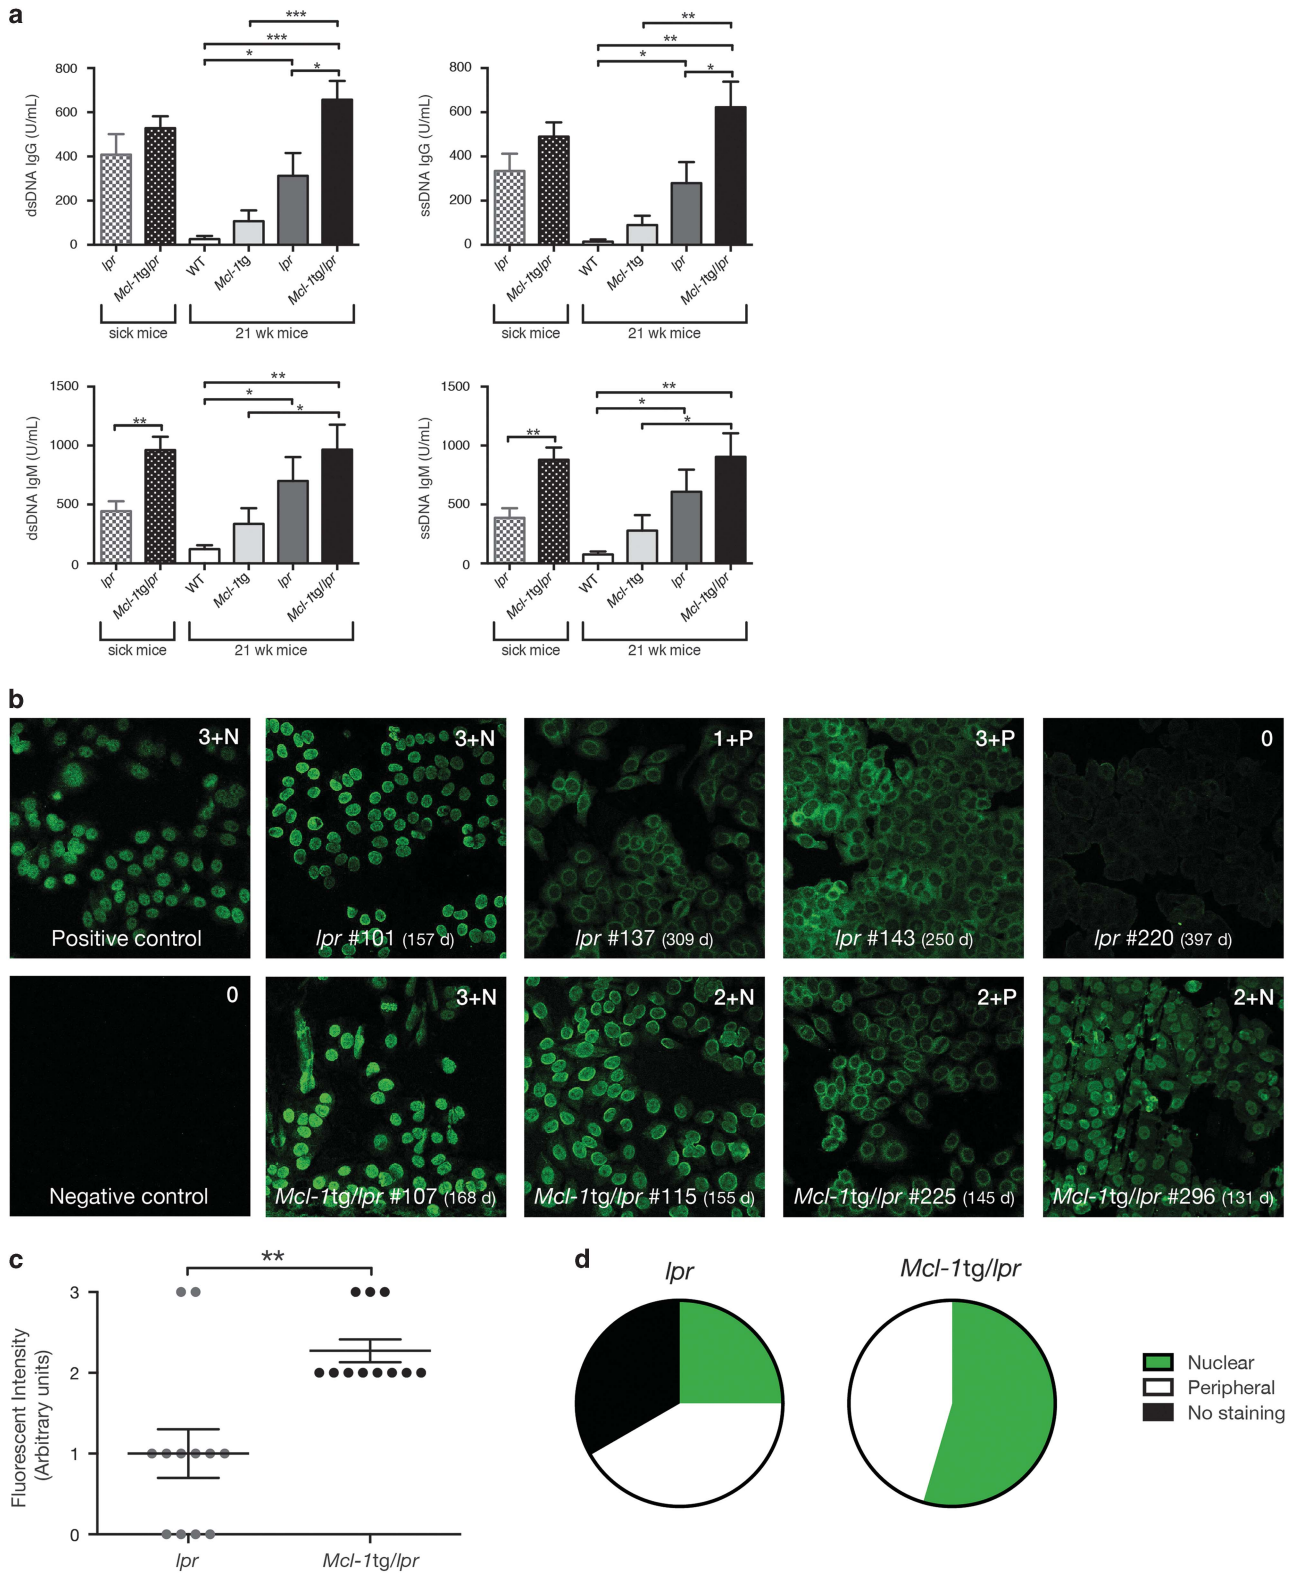 a
***
***
*
*
dsDNA IgG (U/mL)
800
600
400
200
0
lpr
Mcl-1tg/lpr
WT
Mcl-1tg
lpr
Mcl-1tg/lpr
sick mice
21 wk mice
**
**
*
*
ssDNA IgG (U/mL)
800
600
400
200
0
lpr
Mcl-1tg/lpr
WT
Mcl-1tg
lpr
Mcl-1tg/lpr
sick mice
21 wk mice
**
*
*
**
dsDNA IgM (U/mL)
1500
1000
500
0
lpr
Mcl-1tg/lpr
WT
Mcl-1tg
lpr
Mcl-1tg/lpr
sick mice
21 wk mice
**
*
*
**
ssDNA IgM (U/mL)
1500
1000
500
0
lpr
Mcl-1tg/lpr
WT
Mcl-1tg
lpr
Mcl-1tg/lpr
sick mice
21 wk mice
b
3+N
Positive control
3+N
lpr #101 (157 d)
1+P
lpr #137 (309 d)
3+P
lpr #143 (250 d)
0
lpr #220 (397 d)
0
Negative control
3+N
Mcl-1tg/lpr #107 (168 d)
2+N
Mcl-1tg/lpr #115 (155 d)
2+P
Mcl-1tg/lpr #225 (145 d)
2+N
Mcl-1tg/lpr #296 (131 d)
c
**
Fluorescent Intensity
(Arbitrary units)
3
2
1
0
lpr
Mcl-1tg/lpr
d
lpr
Mcl-1tg/lpr
Nuclear
Peripheral
No staining